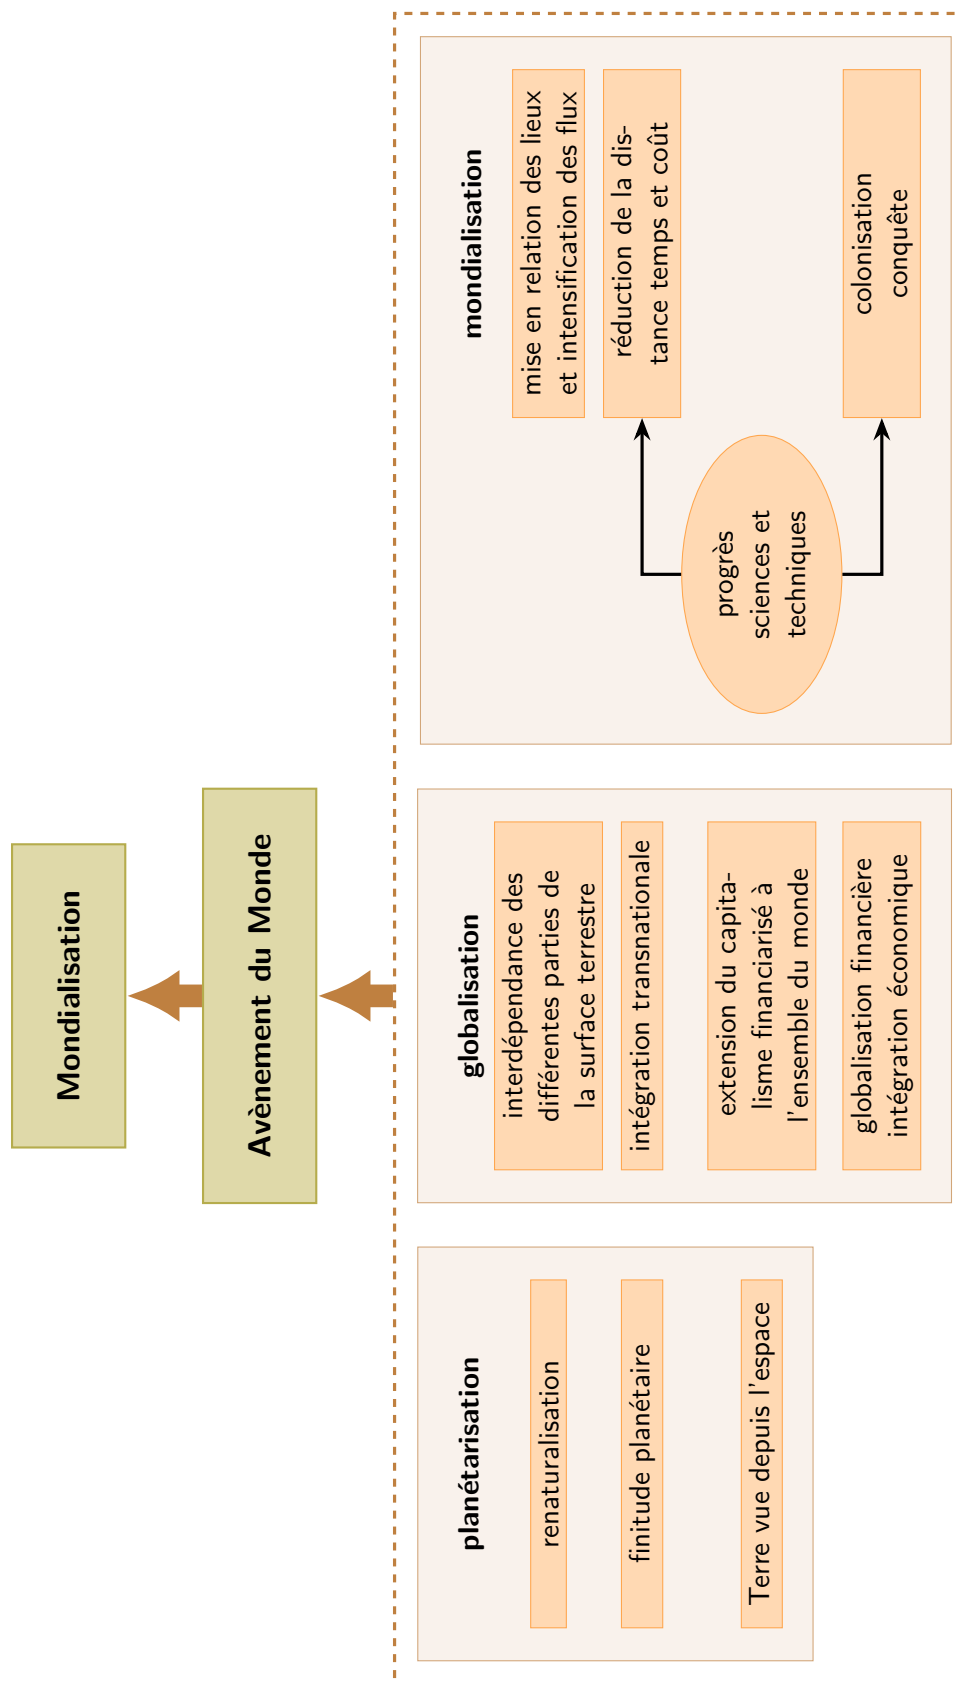 Mondialisation
Avènement du Monde
planétarisation
renaturalisation
finitude planétaire
Terre vue depuis l'espace
globalisation
interdépendance des
différentes parties de
la surface terrestre
intégration transnationale
extension du capita-
lisme financiarisé à
l'ensemble du monde
globalisation financière
intégration économique
mondialisation
mise en relation des lieux
et intensification des flux
réduction de la dis-
tance temps et coût
progrès
sciences et
techniques
colonisation
conquête